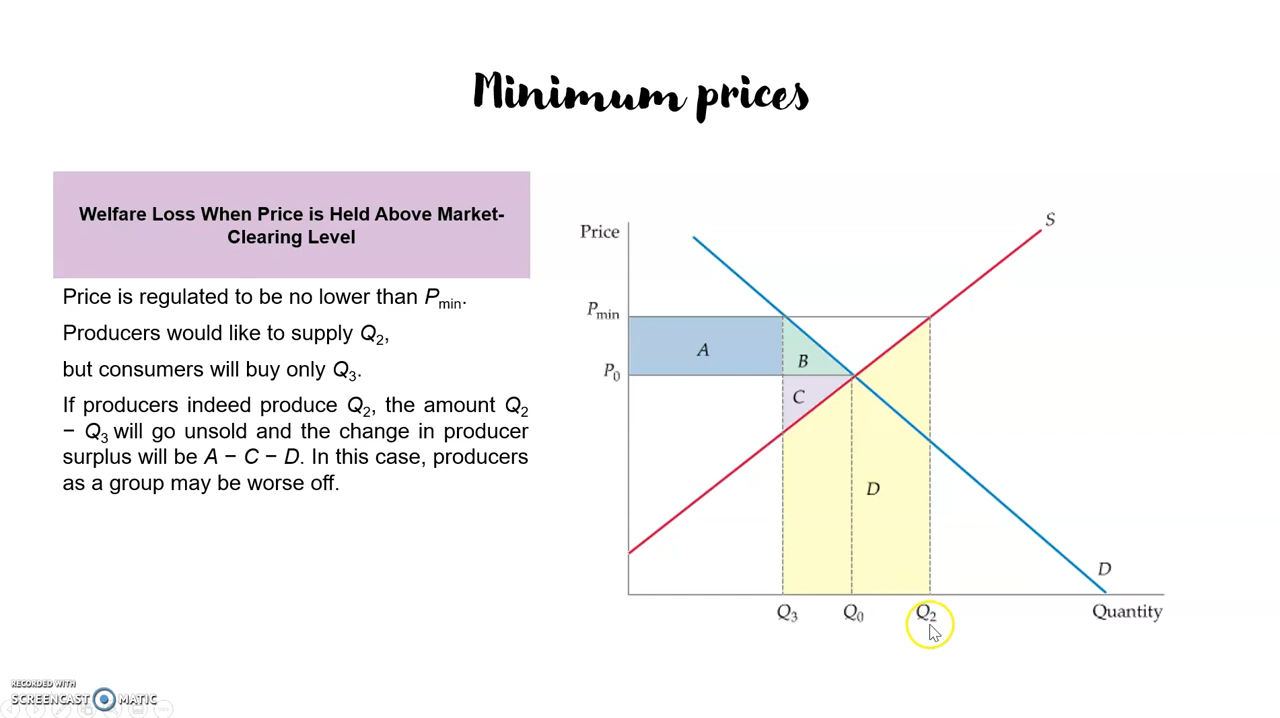 Minimum prices
Welfare Loss When Price is Held Above Market-
Clearing Level
Price is regulated to be no lower than Pmin.
Producers would like to supply Q2,
but consumers will buy only Q3.
If producers indeed produce Q2, the amount Q2
− Q3 will go unsold and the change in producer
surplus will be A − C − D. In this case, producers
as a group may be worse off.
Price
S
Pmin
A
B
P0
C
D
D
Q3
Q0
Q2
Quantity
RECORDED WITH
SCREENCAST MATIC